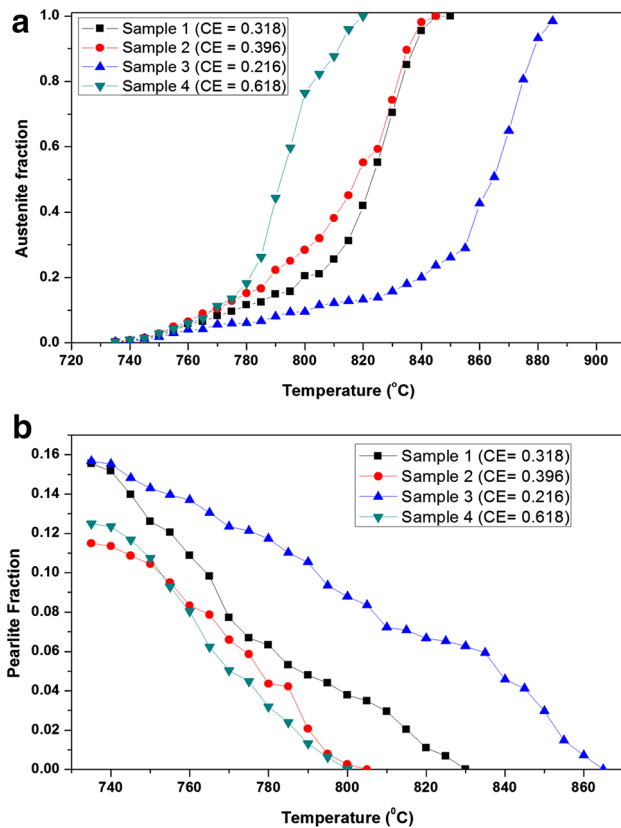 a
Sample 1 (CE = 0.318)
Sample 2 (CE = 0.396)
Sample 3 (CE = 0.216)
Sample 4 (CE = 0.618)
1.0
0.8
0.6
0.4
0.2
0.0
Austenite fraction
720 740 760 780 800 820 840 860 880 900
Temperature (°C)
b
Sample 1 (CE= 0.318)
Sample 2 (CE= 0.396)
Sample 3 (CE= 0.216)
Sample 4 (CE= 0.618)
0.16
0.14
0.12
0.10
0.08
0.06
0.04
0.02
0.00
Pearlite Fraction
740 760 780 800 820 840 860
Temperature (°C)